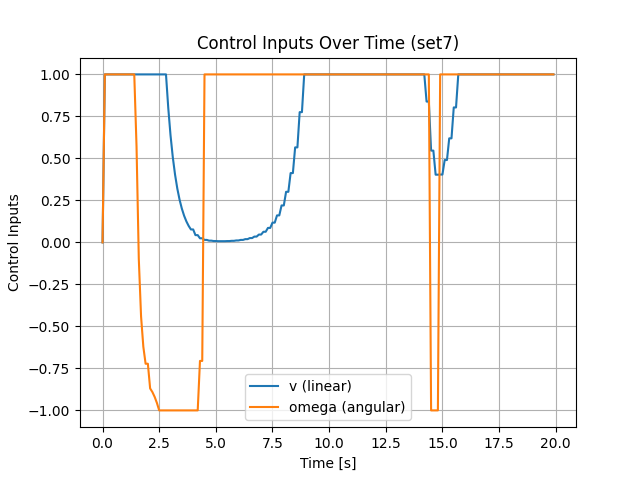 Control Inputs Over Time (set7)
1.00
0.75
0.50
0.25
0.00
−0.25
−0.50
−0.75
−1.00
Control Inputs
v (linear)
omega (angular)
0.0 2.5 5.0 7.5 10.0 12.5 15.0 17.5 20.0
Time [s]